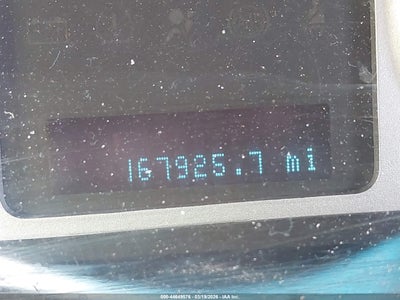 167925.7 mi
000-44649576 - 03/19/2026 - IAA Inc.